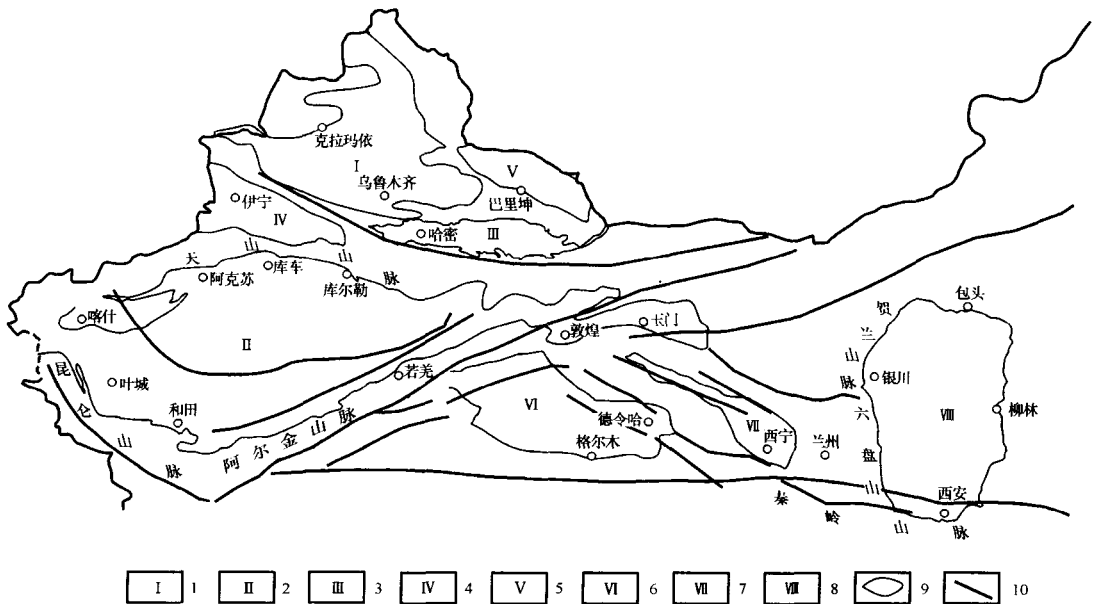 克拉玛依
Ⅰ
乌鲁木齐
Ⅴ
巴里坤
伊宁
Ⅳ
哈密
Ⅲ
天山山脉
阿克苏
库车
库尔勒
喀什
Ⅱ
敦煌
玉门
包头
贺兰山脉
银川
昆仑山脉
叶城
若羌
和田
阿尔金山脉
Ⅵ
德令哈
格尔木
Ⅶ
西宁
兰州
六盘山
Ⅷ
柳林
西安
秦岭山脉
Ⅰ 1 Ⅱ 2 Ⅲ 3 Ⅳ 4 Ⅴ 5 Ⅵ 6 Ⅶ 7 Ⅷ 8 9 10